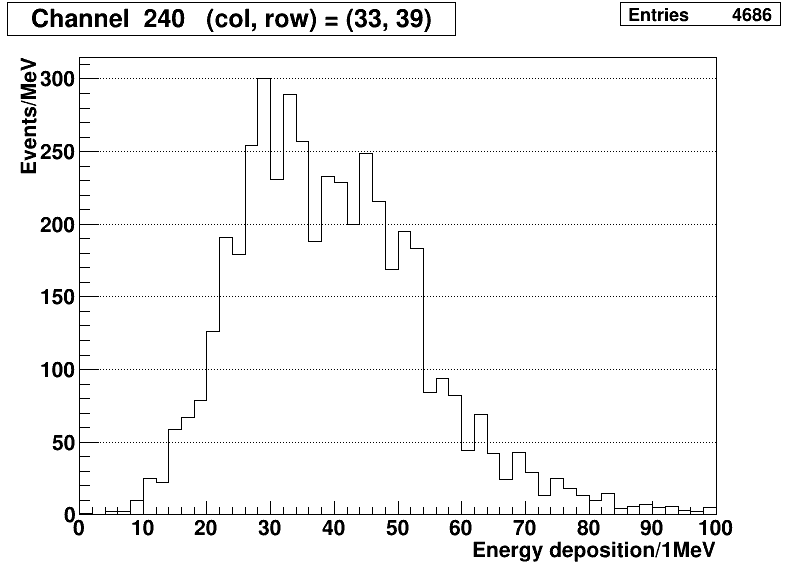 Channel 240 (col, row) = (33, 39)
Entries 4686
Events/MeV
300
250
200
150
100
50
0
0 10 20 30 40 50 60 70 80 90 100
Energy deposition/1MeV